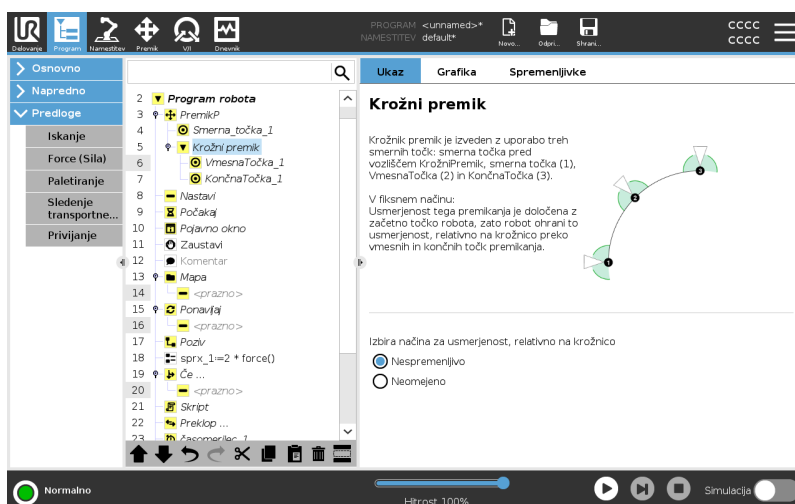 PROGRAM <unnamed>*
NAMESTITEV default*
Delovanje Program Namestitev Premik V/I Dnevnik
Novo... Odpri... Shrani...
cccc
cccc
Osnovno
Napredno
Predloge
Iskanje
Force (Sila)
Paletiranje
Sledenje
transportne...
Privijanje
2 Program robota
3 PremikP
4 Smerna_točka_1
5 Krožni premik
6 VmesnaTočka_1
7 KončnaTočka_1
8 Nastavi
9 Počakaj
10 Pojavno okno
11 Zaustavi
12 Komentar
13 Mapa
14 <prazno>
15 Ponavljaj
16 <prazno>
17 Poziv
18 sprx_1:=2 * force()
19 Če ...
20 <prazno>
21 Skript
22 Preklop ...
23 časomerilec_1
Ukaz Grafika Spremenljivke
Krožni premik
Krožnik premik je izveden z uporabo treh
smernih točk: smerna točka pred
vozliščem KrožniPremik, smerna točka (1),
VmesnaTočka (2) in KončnaTočka (3).
V fiksnem načinu:
Usmerjenost tega premikanja je določena z
začetno točko robota, zato robot ohrani to
usmerjenost, relativno na krožnico preko
vmesnih in končnih točk premikanja.
1
2
3
Izbira načina za usmerjenost, relativno na krožnico
Nespremenljivo
Neomejeno
Normalno
Hitrost 100%
Simulacija